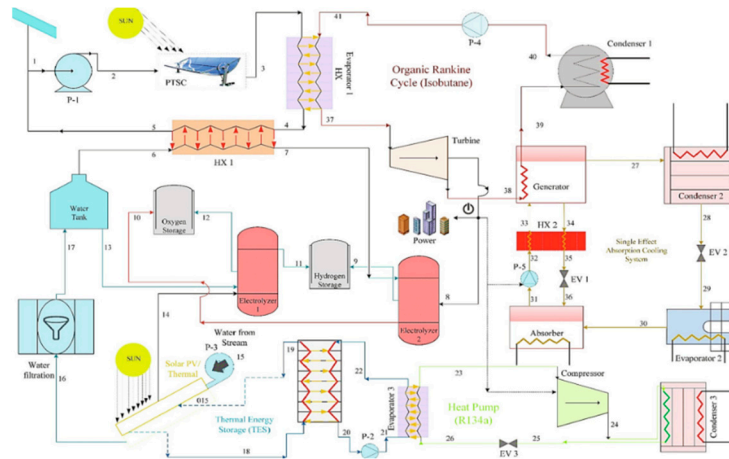 SUN
41
P-4
1
P-1
2
PTSC
3
Evaporator 1
HX
Organic Rankine
Cycle (Isobutane)
40
Condenser 1
5
4
37
39
6
HX 1
7
Turbine
Water
Tank
38
Generator
27
Condenser 2
10
Oxygen
Storage
12
Power
33
34
HX 2
28
17
13
32
35
Single Effect
Absorption Cooling
System
EV 2
11
Hydrogen
Storage
9
P-5
EV 1
Electrolyzer
1
31
36
29
8
14
Electrolyzer
2
Absorber
30
Evaporator 2
Water
filtration
Water from
Stream
P-3
15
SUN
Solar PV/
Thermal
19
22
23
Compressor
16
015
Thermal Energy
Storage (TES)
Evaporator 3
Heat Pump
(R134a)
Condenser 3
18
20
P-2
21
26
EV 3
25
24